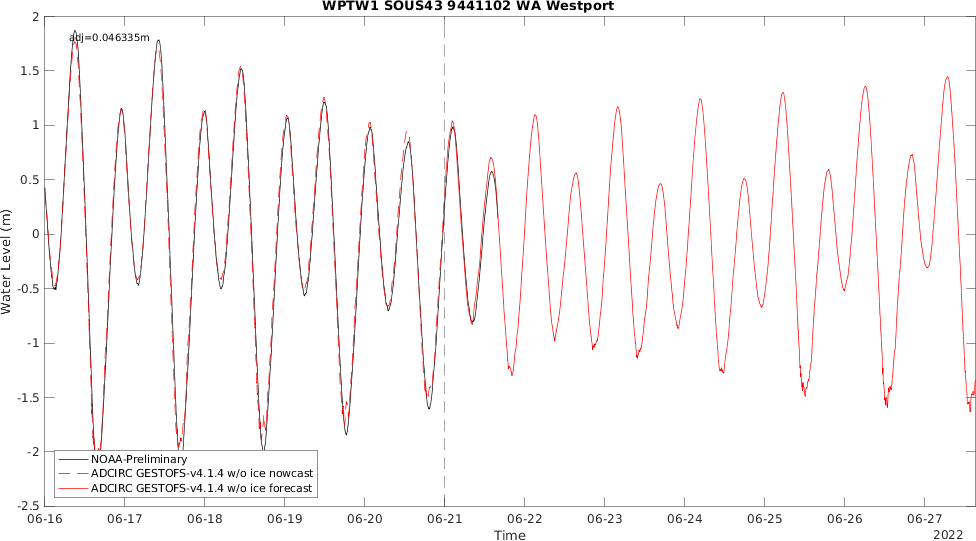 WPTW1 SOUS43 9441102 WA Westport
adj=0.046335m
2
1.5
1
0.5
0
-0.5
-1
-1.5
-2
-2.5
Water Level (m)
NOAA-Preliminary
ADCIRC GESTOFS-v4.1.4 w/o ice nowcast
ADCIRC GESTOFS-v4.1.4 w/o ice forecast
06-16 06-17 06-18 06-19 06-20 06-21 06-22 06-23 06-24 06-25 06-26 06-27
Time
2022